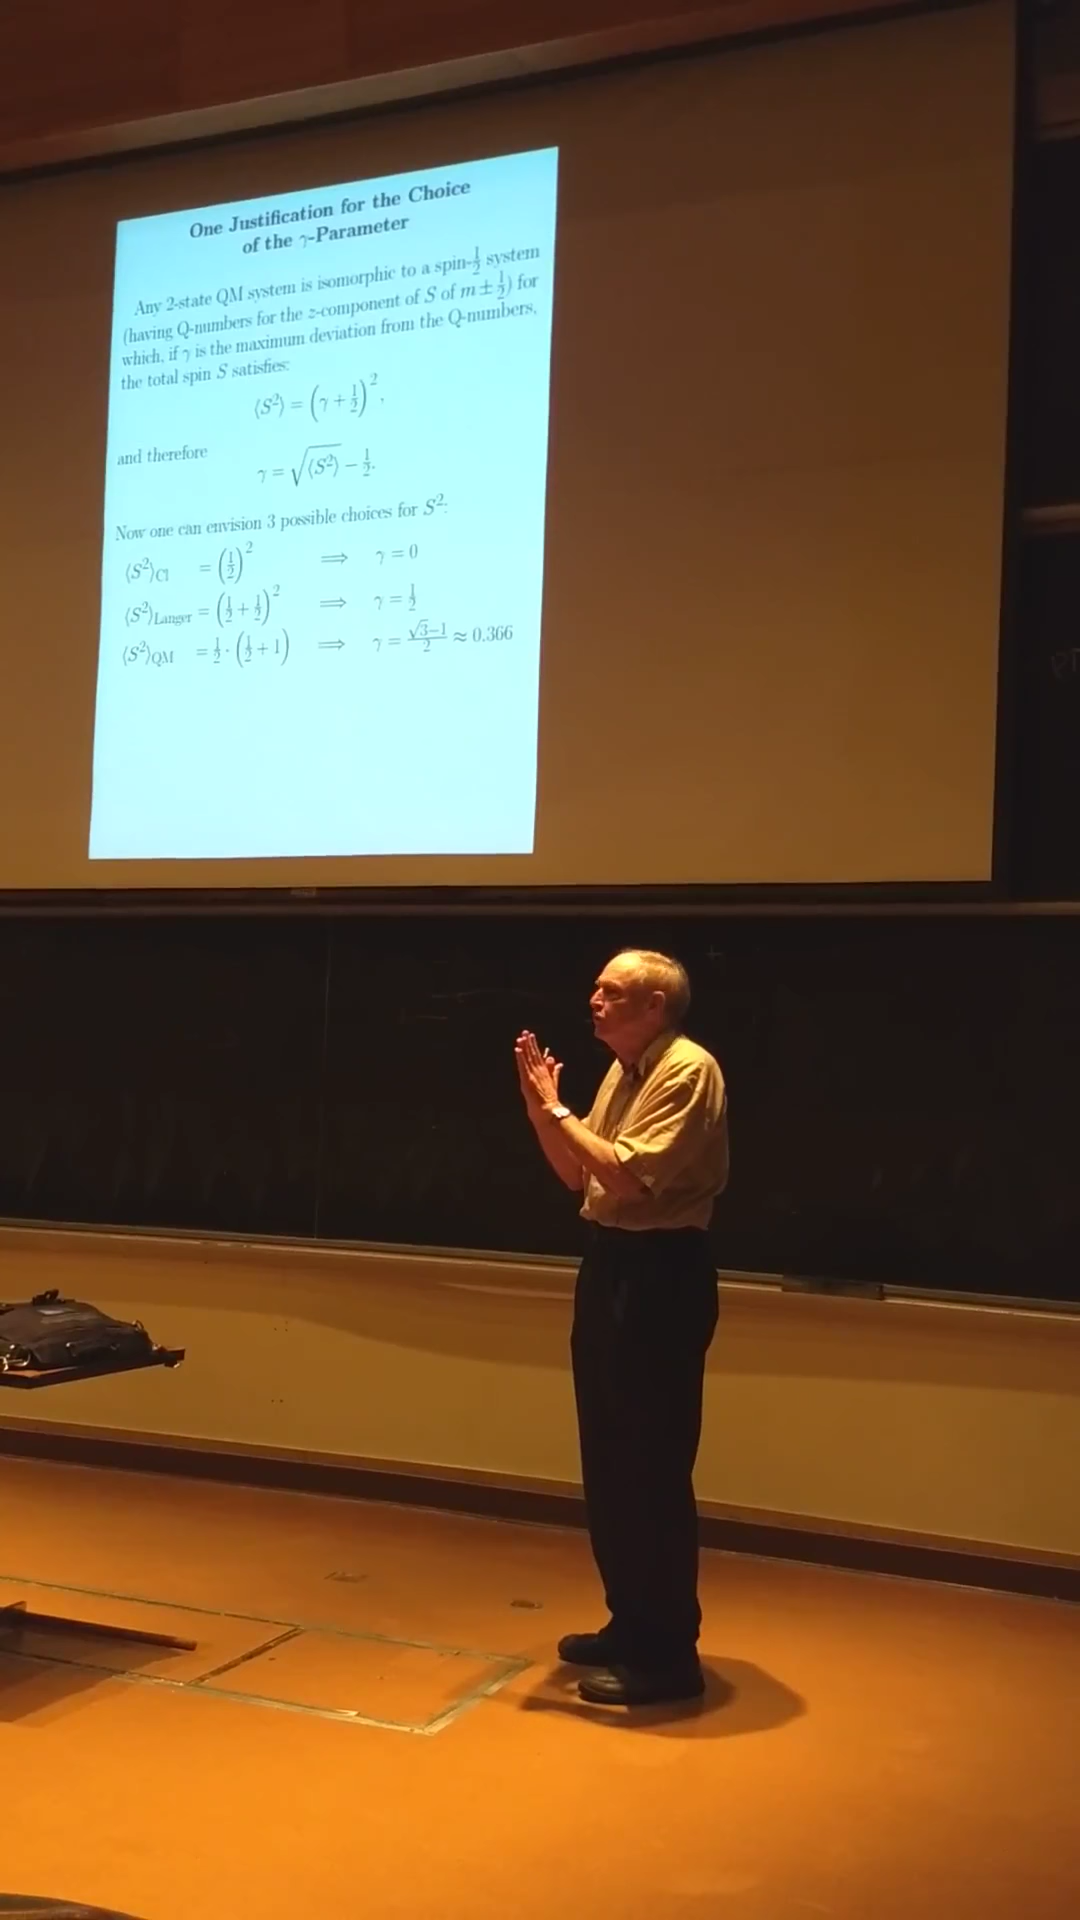 One Justification for the Choice
of the γ-Parameter
Any 2-state QM system is isomorphic to a spin-½ system
(having Q-numbers for the z-component of S of m ± ½) for
which, if γ is the maximum deviation from the Q-numbers,
the total spin S satisfies:
⟨S²⟩ = (γ + ½)²,
and therefore
γ = √⟨S²⟩ − ½.
Now one can envision 3 possible choices for S²:
⟨S²⟩Cl = (½)² ⟹ γ = 0
⟨S²⟩Langer = (½ + ½)² ⟹ γ = ½
⟨S²⟩QM = ½ · (½ + 1) ⟹ γ = (√3−1)/2 ≈ 0.366